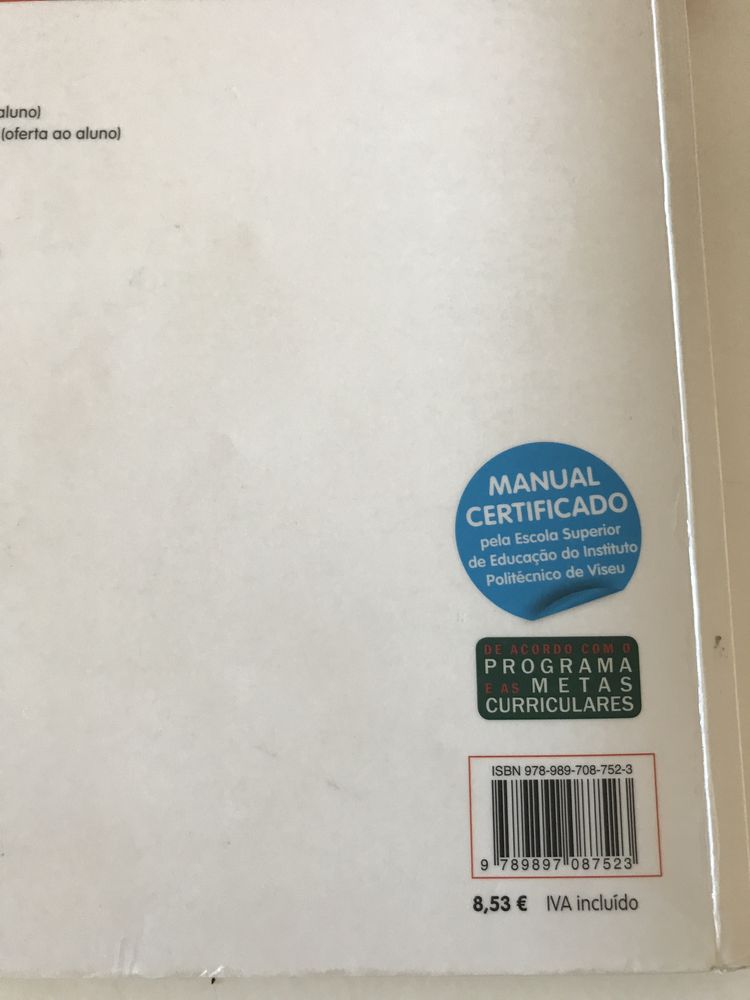 aluno)
(oferta ao aluno)
MANUAL
CERTIFICADO
pela Escola Superior
de Educação do Instituto
Politécnico de Viseu
DE ACORDO COM O
PROGRAMA
E AS METAS
CURRICULARES
ISBN 978-989-708-752-3
9 789897 087523
8,53 € IVA incluído